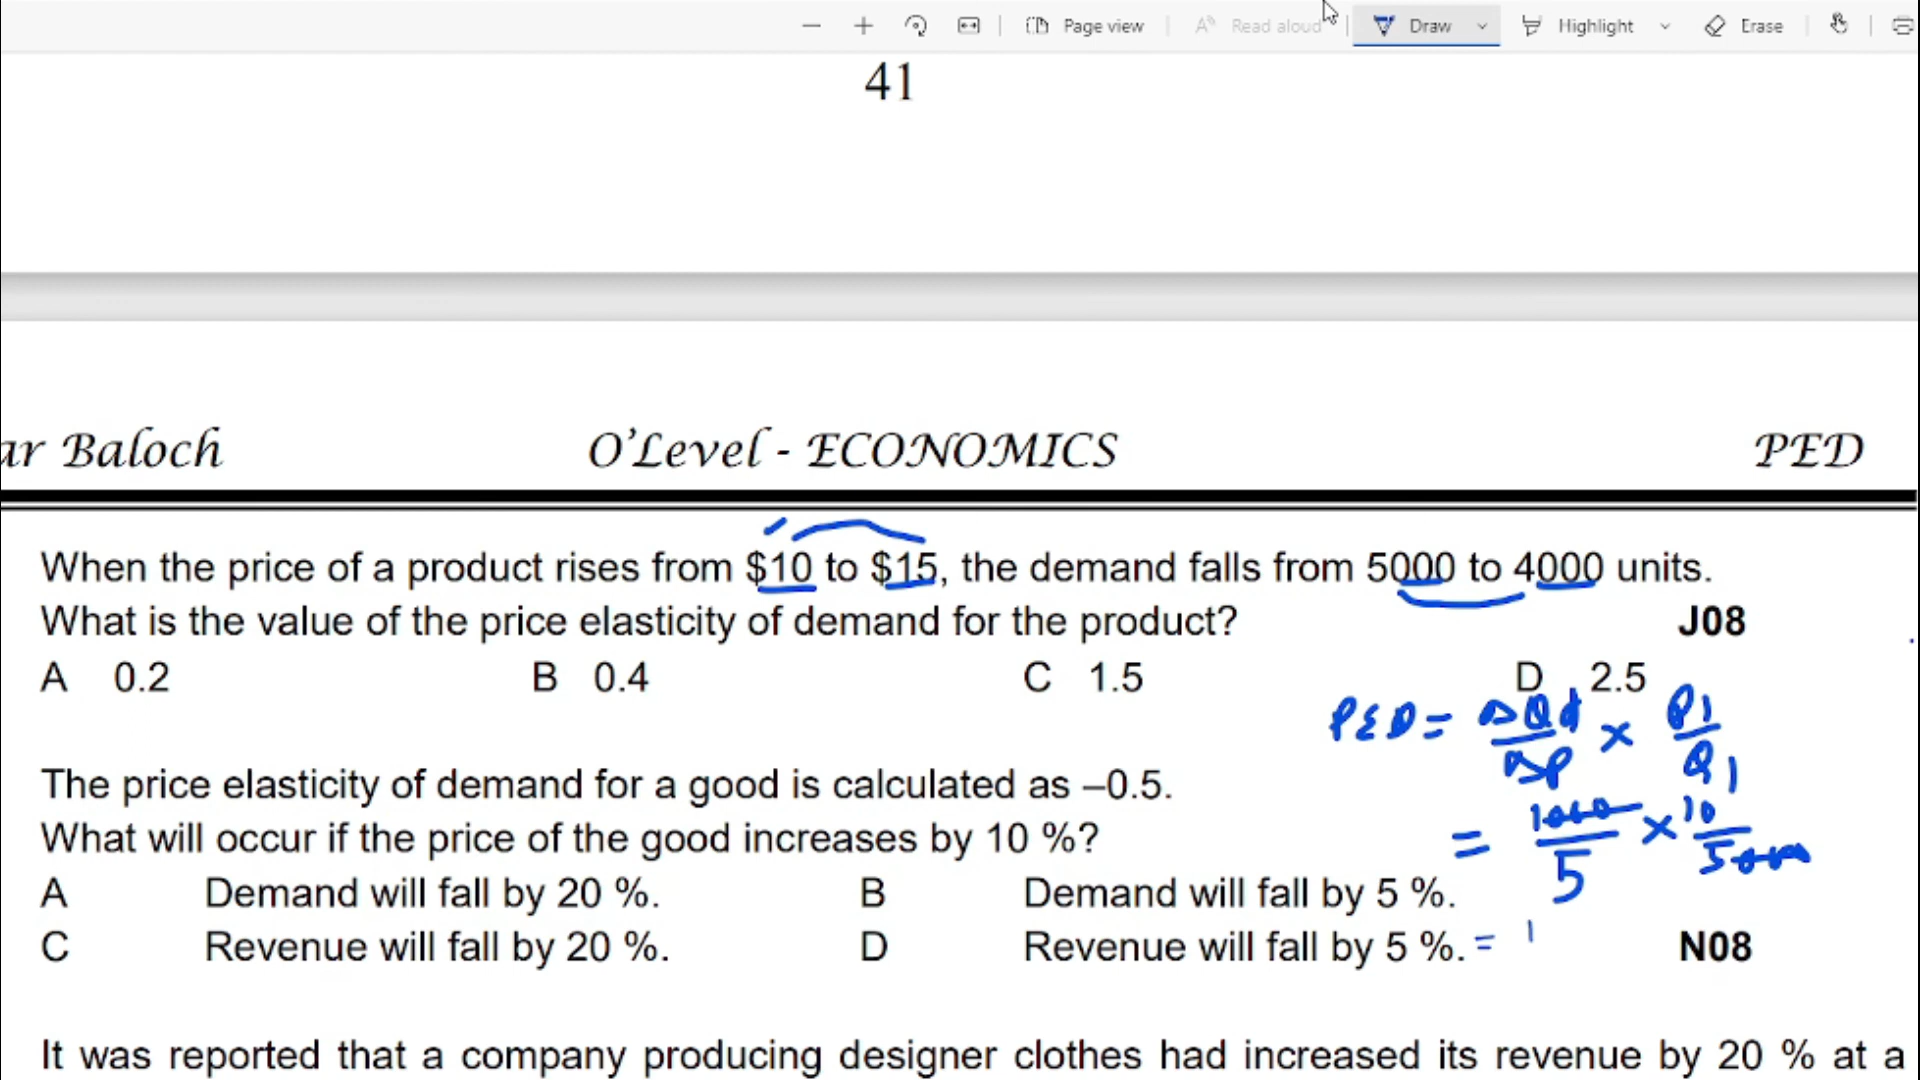 Page view Read aloud Draw Highlight Erase
41
ar Baloch O'Level - ECONOMICS PED
When the price of a product rises from $10 to $15, the demand falls from 5000 to 4000 units.
What is the value of the price elasticity of demand for the product? J08
A 0.2 B 0.4 C 1.5 D 2.5
PED = ΔQd/ΔP × P1/Q1
The price elasticity of demand for a good is calculated as –0.5.
What will occur if the price of the good increases by 10 %?
= 1000/5 × 10/5000
A Demand will fall by 20 %. B Demand will fall by 5 %.
C Revenue will fall by 20 %. D Revenue will fall by 5 %. = 1 N08
It was reported that a company producing designer clothes had increased its revenue by 20 % at a